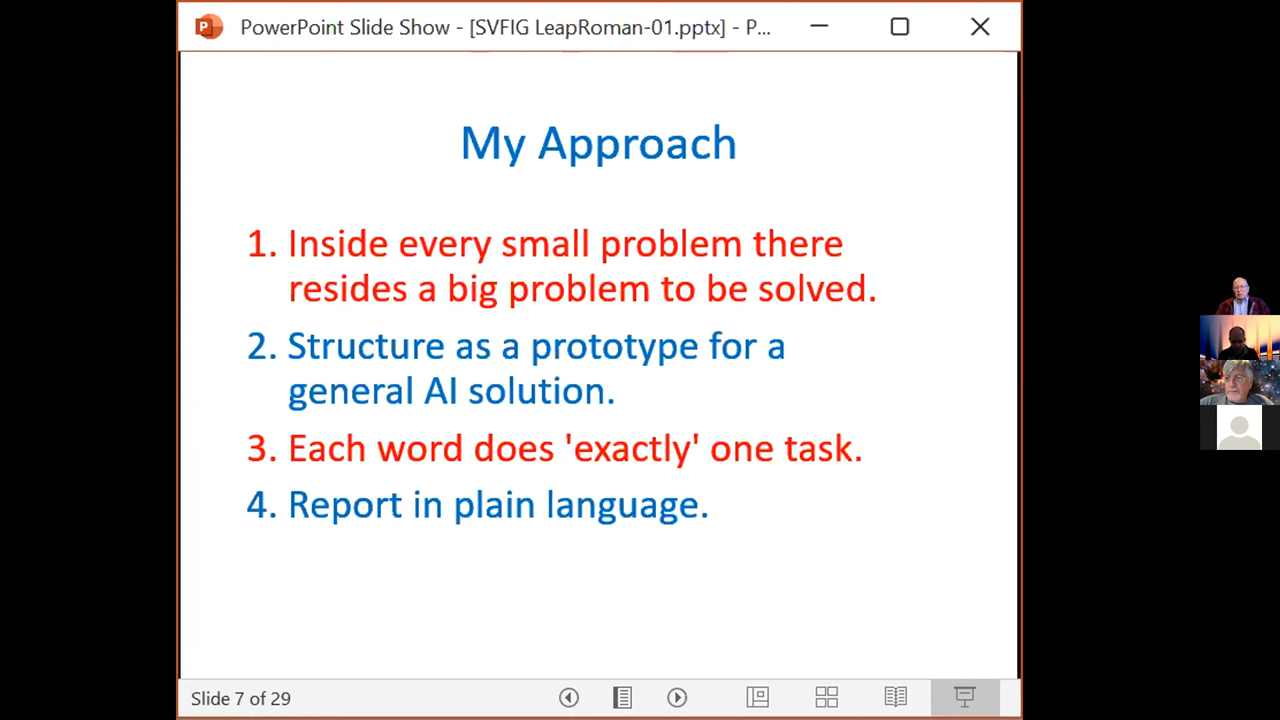 PowerPoint Slide Show - [SVFIG LeapRoman-01.pptx] - P...
My Approach
1. Inside every small problem there
resides a big problem to be solved.
2. Structure as a prototype for a
general AI solution.
3. Each word does 'exactly' one task.
4. Report in plain language.
Slide 7 of 29